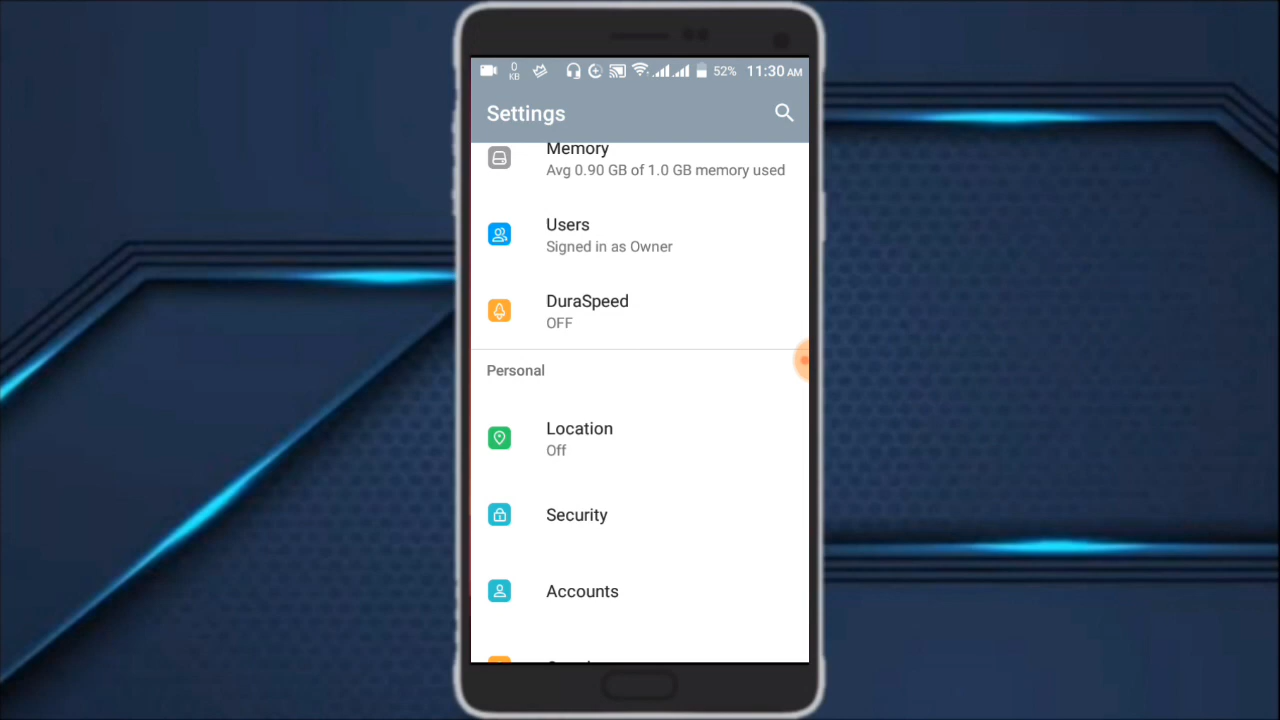 0 KB 52% 11:30 AM
Settings
Memory
Avg 0.90 GB of 1.0 GB memory used
Users
Signed in as Owner
DuraSpeed
OFF
Personal
Location
Off
Security
Accounts